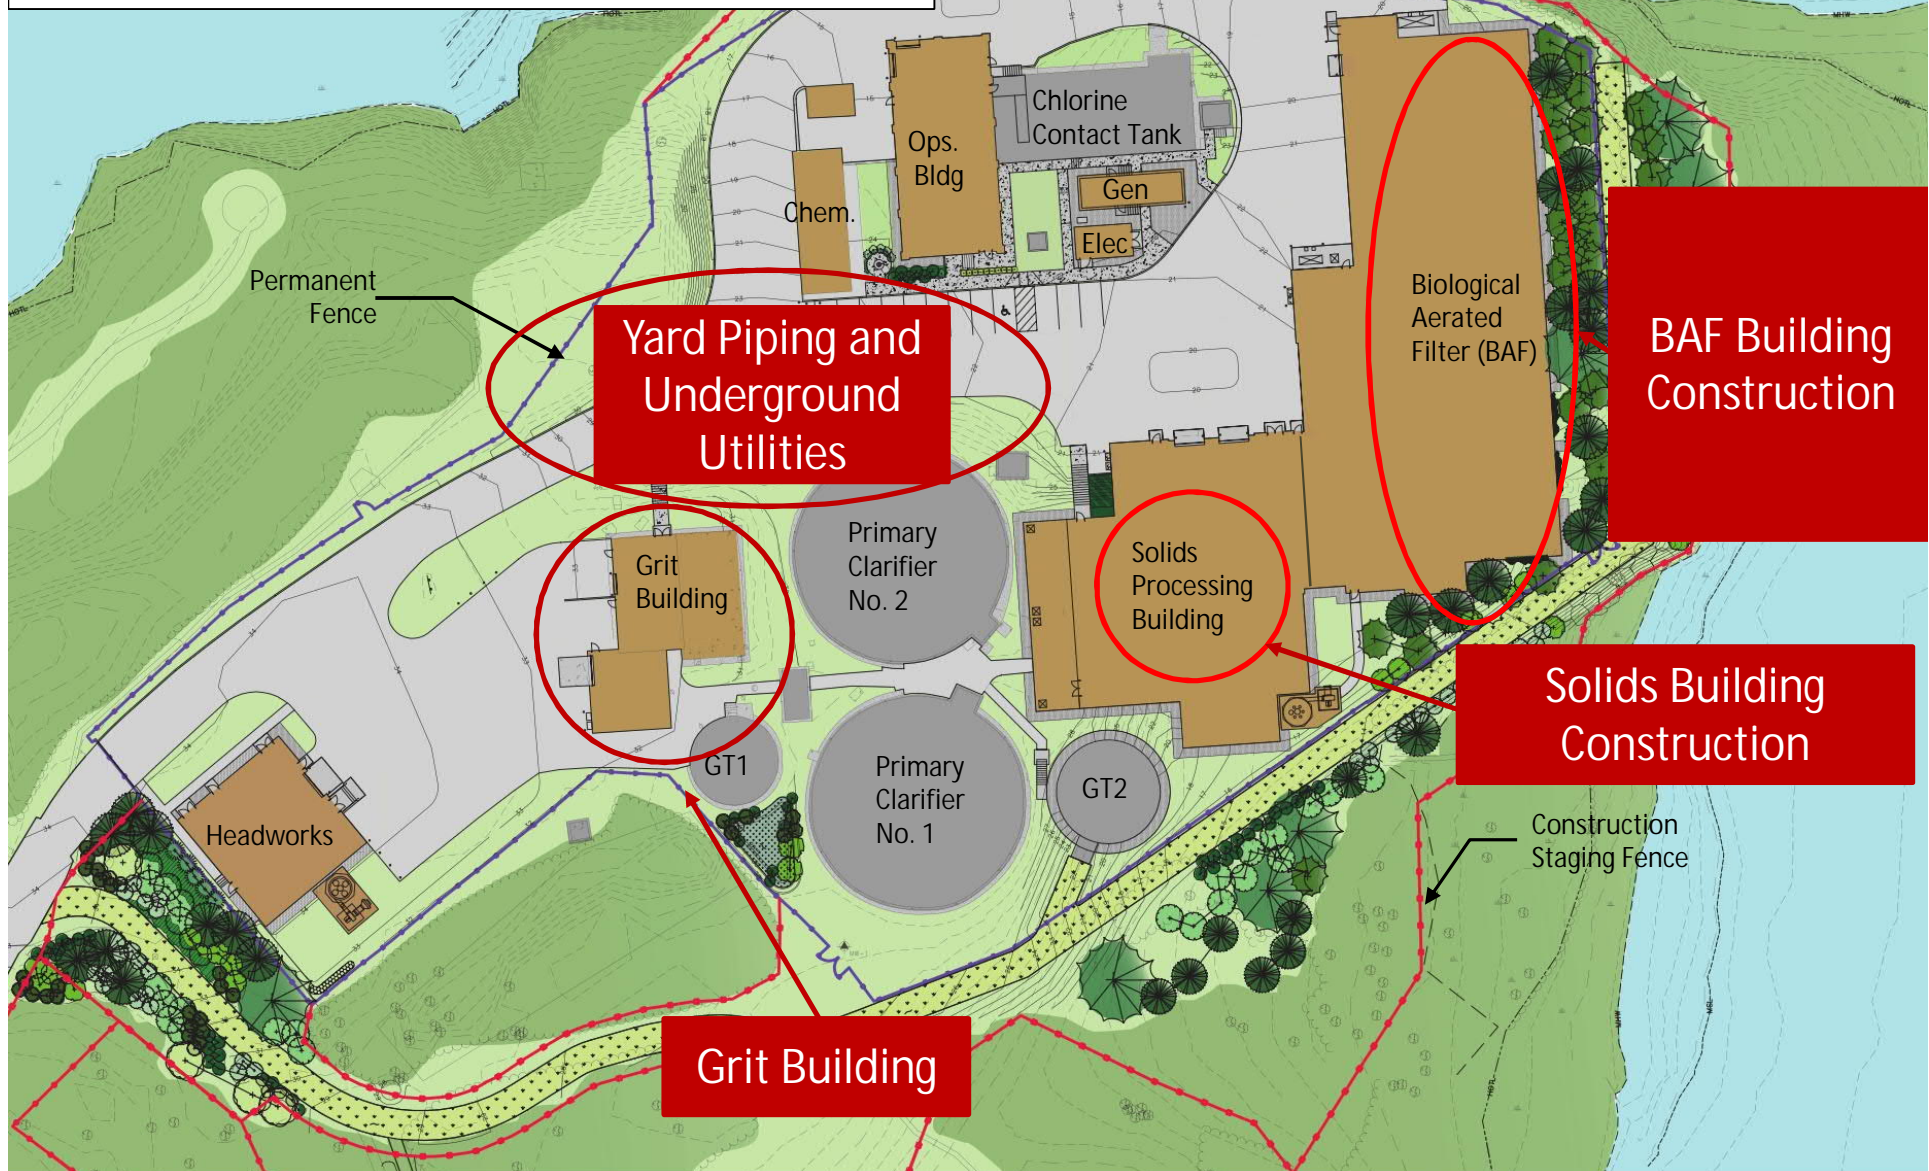 Chlorine
Contact Tank
Ops.
Bldg
Gen
Chem.
Elec
Permanent
Fence
Biological
Aerated
Filter (BAF)
Yard Piping and
Underground
Utilities
BAF Building
Construction
Grit
Building
Primary
Clarifier
No. 2
Solids
Processing
Building
Solids Building
Construction
GT1
Primary
Clarifier
No. 1
GT2
Headworks
Construction
Staging Fence
Grit Building